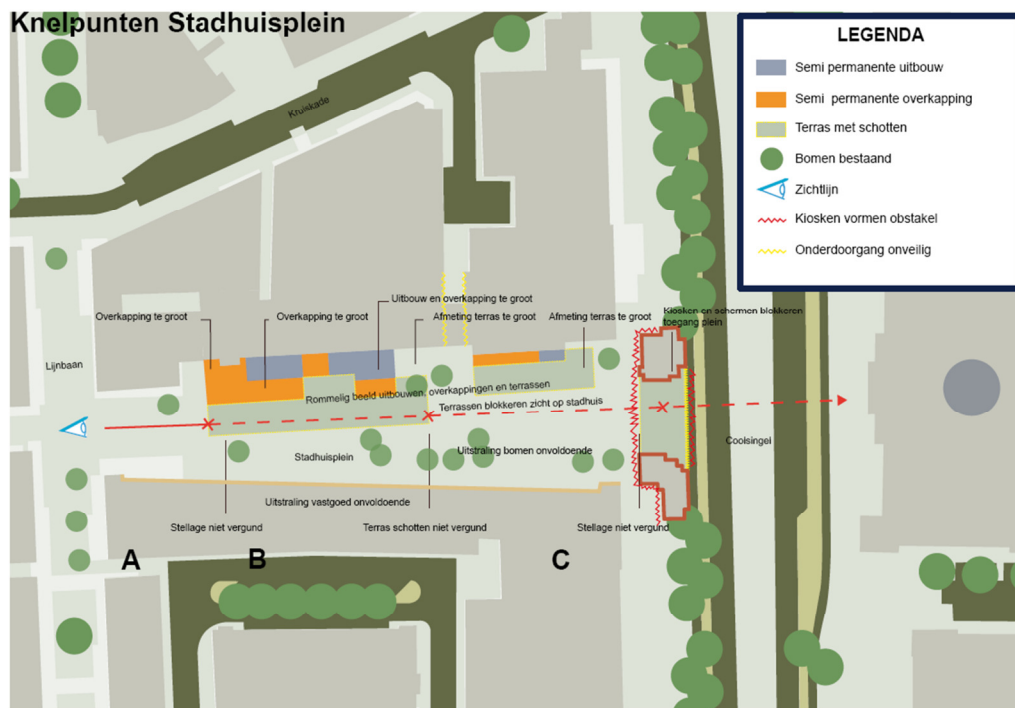 Knelpunten Stadhuisplein
LEGENDA
Semi permanente uitbouw
Semi permanente overkapping
Terras met schotten
Bomen bestaand
Zichtlijn
Kiosken vormen obstakel
Onderdoorgang onveilig
Kruiskade
Uitbouw en overkapping te groot
Overkapping te groot
Overkapping te groot
Afmeting terras te groot
Afmeting terras te groot
Kiosken en schermen blokkeren
toegang plein
Lijnbaan
Rommelig beeld uitbouwen, overkappingen en terrassen
Terrassen blokkeren zicht op stadhuis
Coolsingel
Stadhuisplein
Uitstraling bomen onvoldoende
Uitstraling vastgoed onvoldoende
Stellage niet vergund
Terras schotten niet vergund
Stellage niet vergund
A
B
C